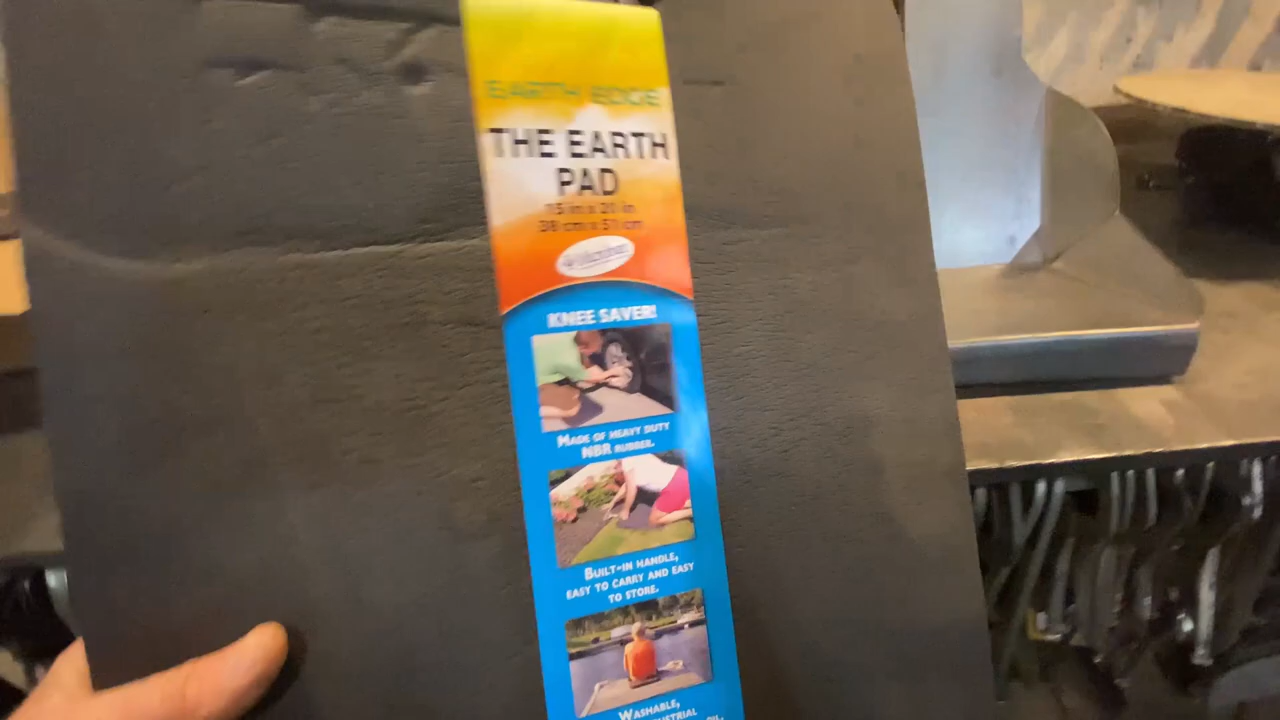 EARTH EDGE
THE EARTH
PAD
15 in x 20 in
38 cm x 51 cm
KNEE SAVER!
MADE OF HEAVY DUTY
NBR RUBBER.
BUILT-IN HANDLE,
EASY TO CARRY AND EASY
TO STORE.
WASHABLE,
OIL,